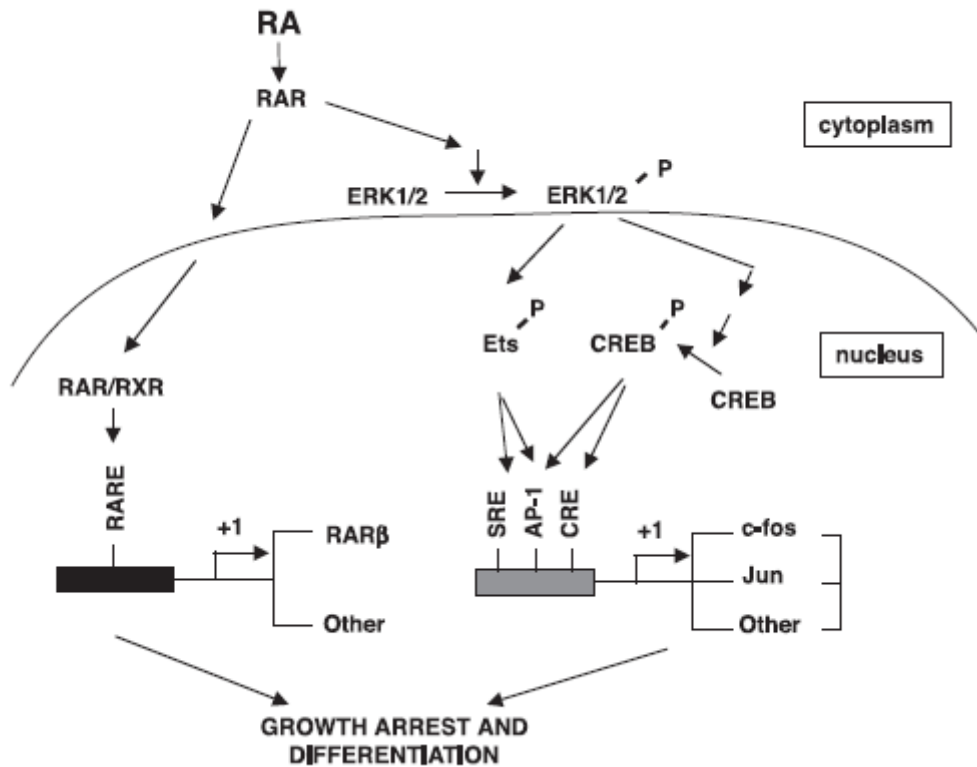 RA
RAR
cytoplasm
P
ERK1/2
ERK1/2
P
P
Ets
CREB
nucleus
RAR/RXR
CREB
RARE
SRE
AP-1
CRE
+1
RARβ
Other
+1
c-fos
Jun
Other
GROWTH ARREST AND
DIFFERENTIATION